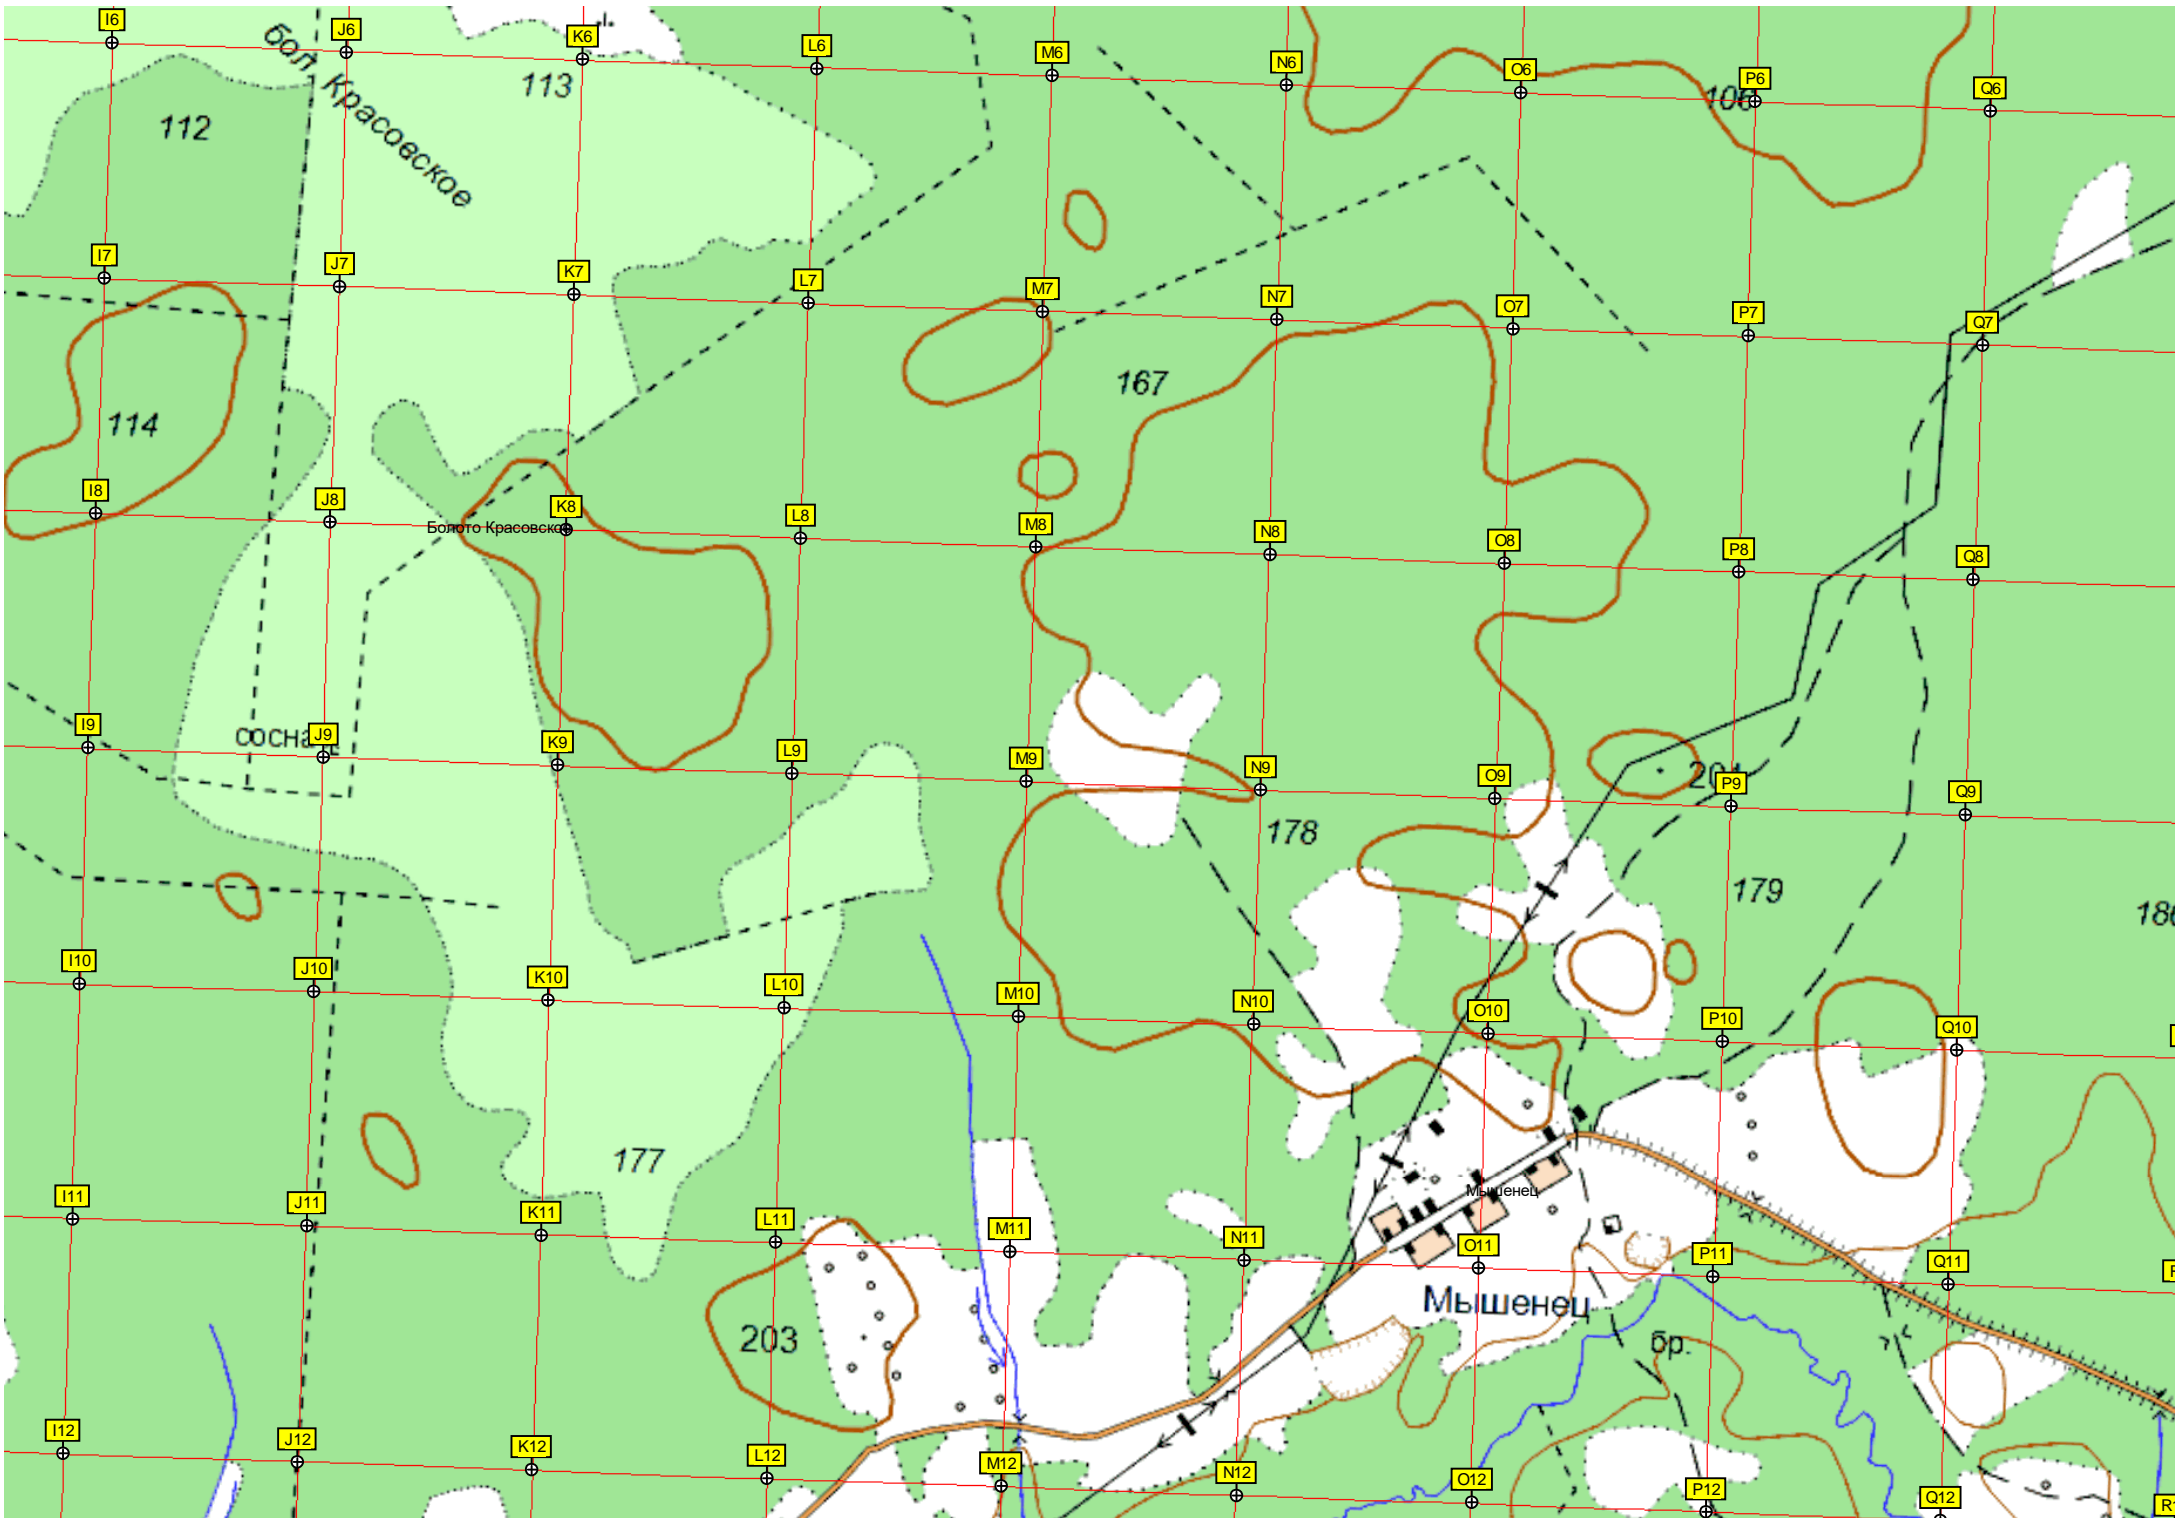 I6 J6 K6 L6 M6 N6 O6 P6 Q6
бол. Красовское
113
112
106
I7 J7 K7 L7 M7 N7 O7 P7 Q7
167
114
I8 J8 K8 L8 M8 N8 O8 P8 Q8
Болото Красовское
I9 J9 K9 L9 M9 N9 O9 P9 Q9
178
179
I10 J10 K10 L10 M10 N10 O10 P10 Q10
177
Мышенец
I11 J11 K11 L11 M11 N11 O11 P11 Q11
Мышенец
203
бр.
I12 J12 K12 L12 M12 N12 O12 P12 Q12